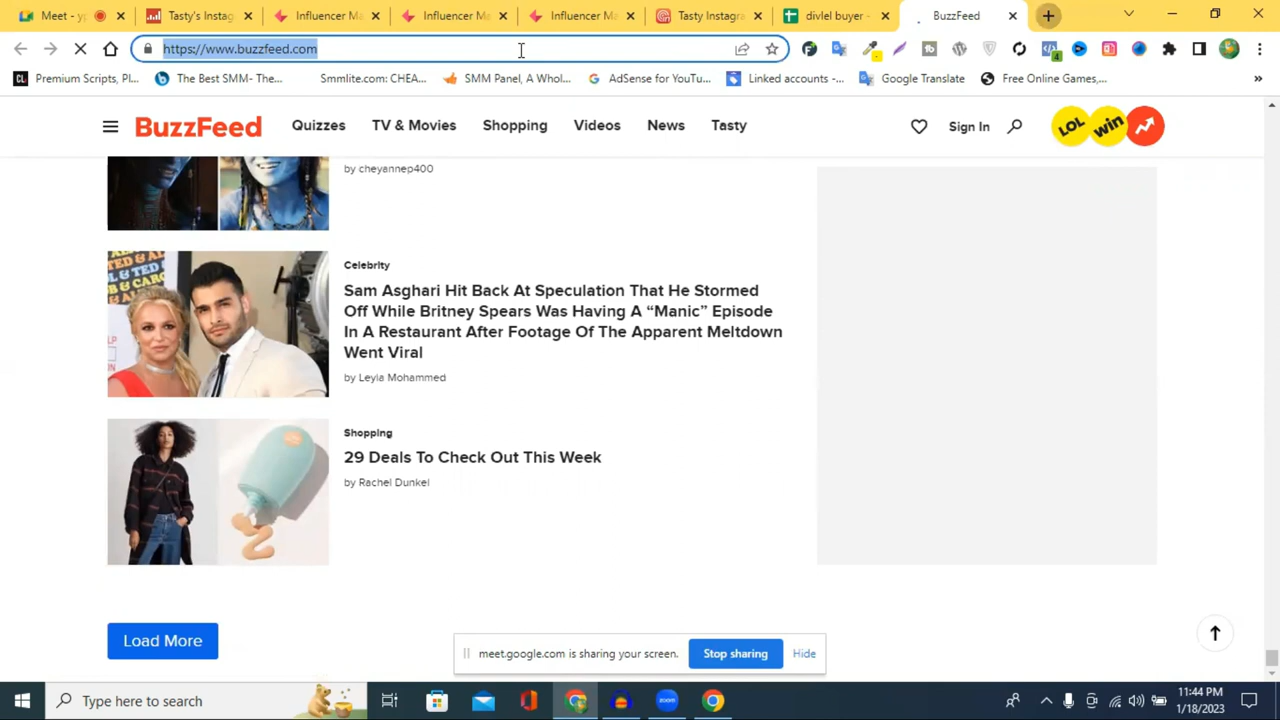 Meet - yp
Tasty's Instag
Influencer Ma
Influencer Ma
Influencer Ma
Tasty Instagra
divlel buyer -
BuzzFeed
https://www.buzzfeed.com
4
Premium Scripts, Pl...
The Best SMM- The...
Smmlite.com: CHEA...
SMM Panel, A Whol...
AdSense for YouTu...
Linked accounts -...
Google Translate
Free Online Games,...
»
BuzzFeed
Quizzes
TV & Movies
Shopping
Videos
News
Tasty
Sign In
LOL
win
by cheyannep400
Celebrity
Sam Asghari Hit Back At Speculation That He Stormed
Off While Britney Spears Was Having A “Manic” Episode
In A Restaurant After Footage Of The Apparent Meltdown
Went Viral
by Leyla Mohammed
Shopping
29 Deals To Check Out This Week
by Rachel Dunkel
Load More
meet.google.com is sharing your screen.
Stop sharing
Hide
Type here to search
zoom
11:44 PM
1/18/2023